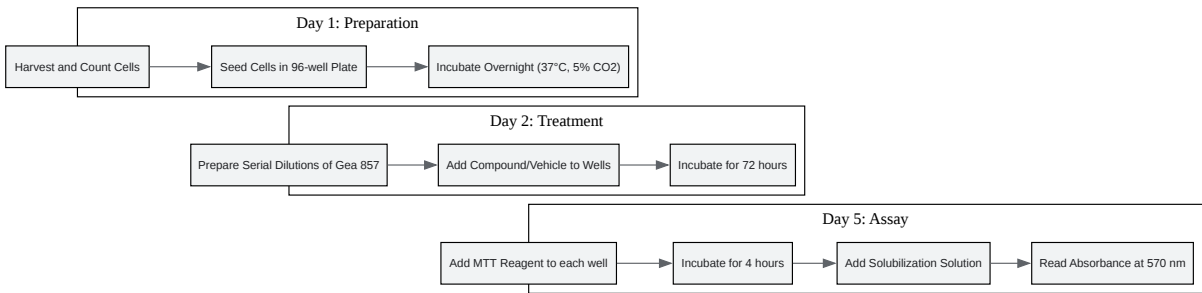 Day 1: Preparation
Harvest and Count Cells
Seed Cells in 96-well Plate
Incubate Overnight (37°C, 5% CO2)
Day 2: Treatment
Prepare Serial Dilutions of Gea 857
Add Compound/Vehicle to Wells
Incubate for 72 hours
Day 5: Assay
Add MTT Reagent to each well
Incubate for 4 hours
Add Solubilization Solution
Read Absorbance at 570 nm